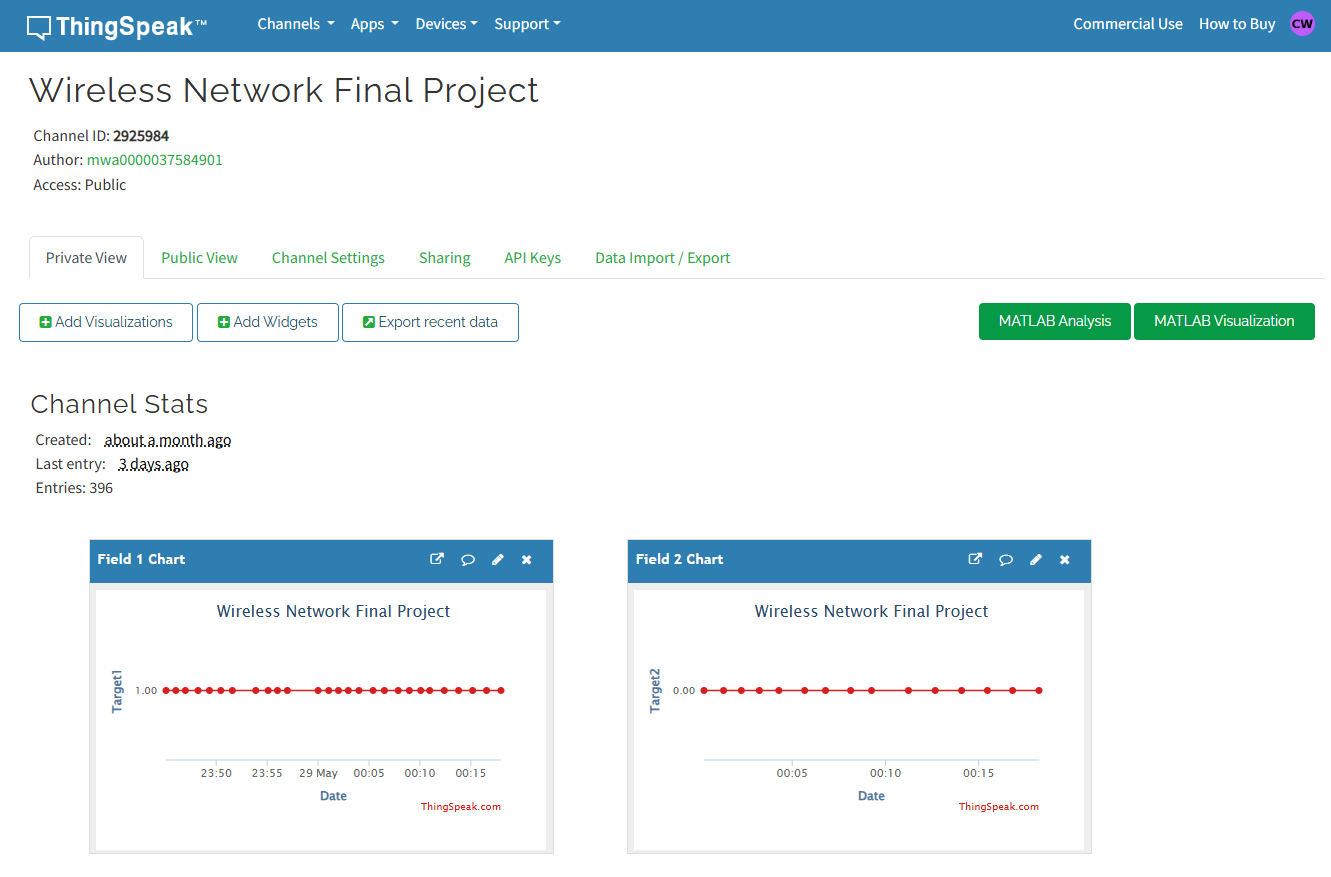 ThingSpeak™ Channels Apps Devices Support Commercial Use How to Buy CW
Wireless Network Final Project
Channel ID: 2925984
Author: mwa0000037584901
Access: Public
Private View Public View Channel Settings Sharing API Keys Data Import / Export
Add Visualizations Add Widgets Export recent data MATLAB Analysis MATLAB Visualization
Channel Stats
Created: about a month ago
Last entry: 3 days ago
Entries: 396
Field 1 Chart
Wireless Network Final Project
Target1
1.00
23:50 23:55 29 May 00:05 00:10 00:15
Date
ThingSpeak.com
Field 2 Chart
Wireless Network Final Project
Target2
0.00
00:05 00:10 00:15
Date
ThingSpeak.com